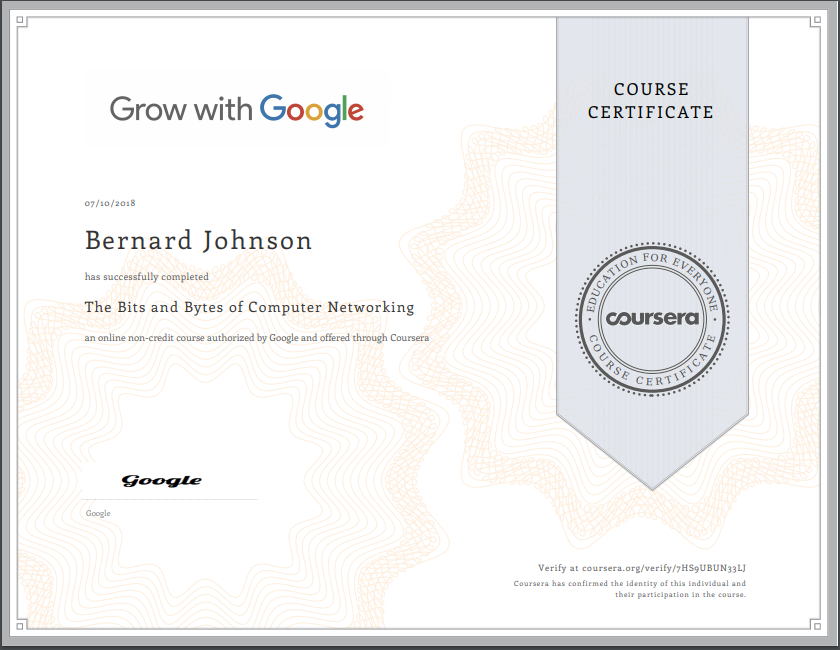 Grow with Google
COURSE
CERTIFICATE
07/10/2018
Bernard Johnson
has successfully completed
The Bits and Bytes of Computer Networking
an online non-credit course authorized by Google and offered through Coursera
EDUCATION FOR EVERYONE
coursera
COURSE CERTIFICATE
Google
Google
Verify at coursera.org/verify/7HS9UBUN33LJ
Coursera has confirmed the identity of this individual and
their participation in the course.